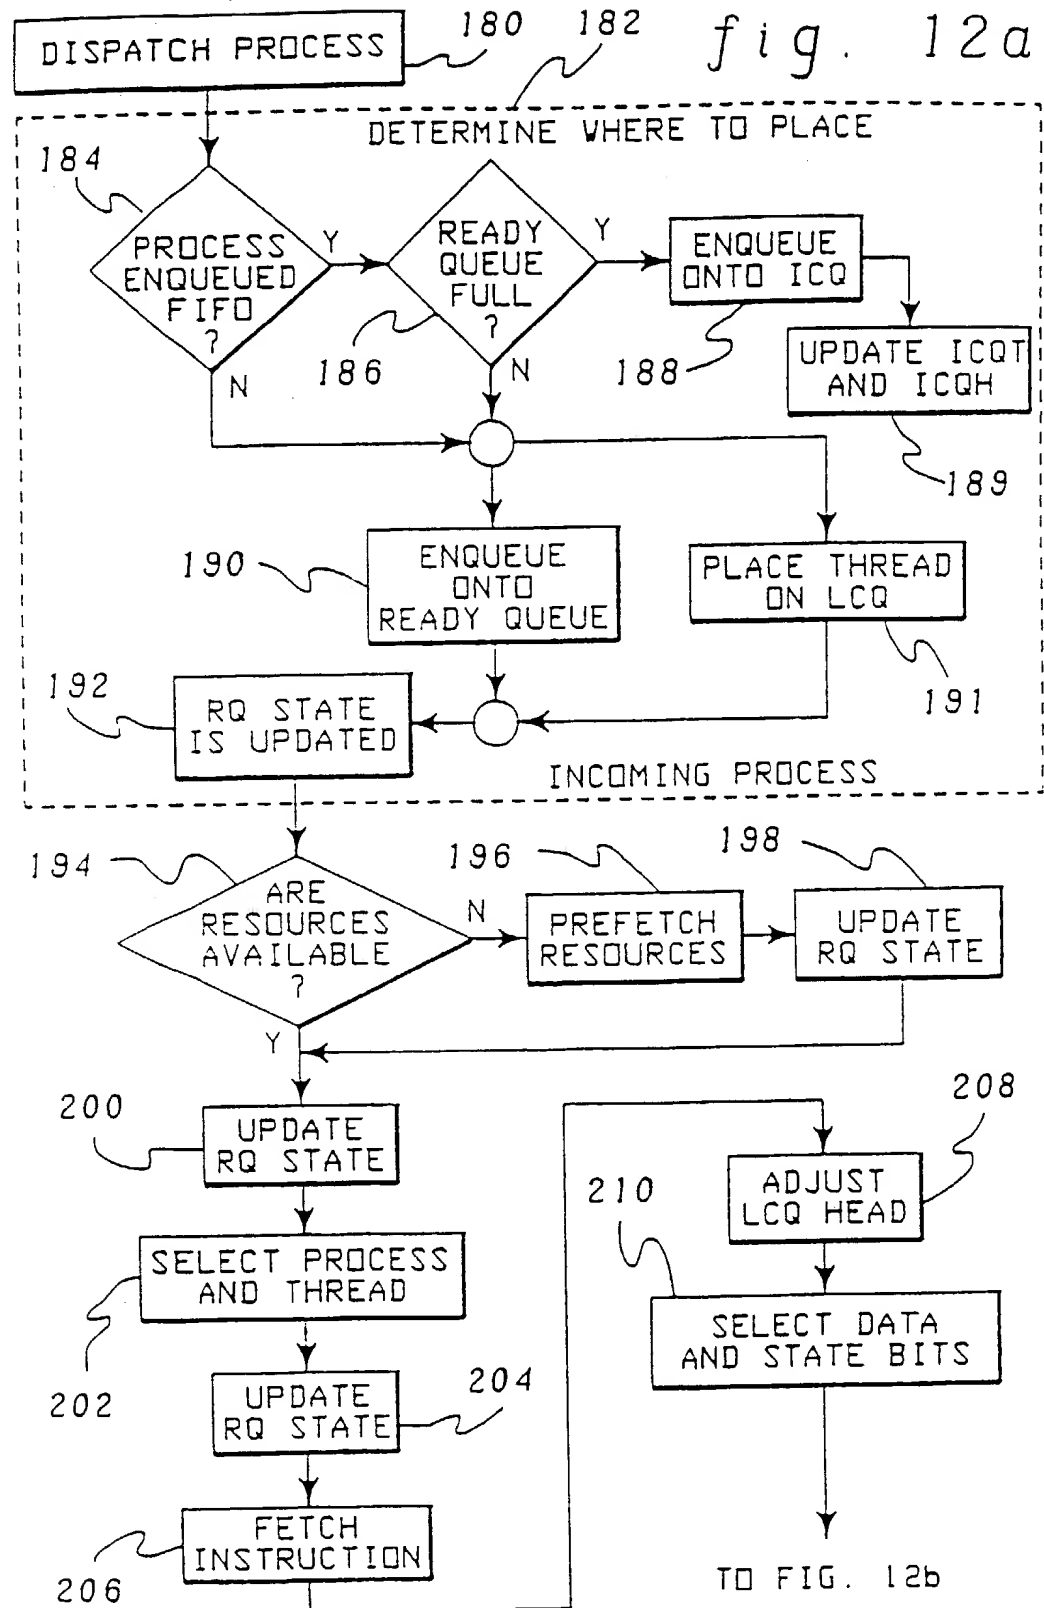 fig. 12a
DISPATCH PROCESS
180
182
DETERMINE WHERE TO PLACE
184
PROCESS
ENQUEUED
FIFO
?
Y
N
READY
QUEUE
FULL
?
186
Y
N
ENQUEUE
ONTO ICQ
188
UPDATE ICQT
AND ICQH
189
190
ENQUEUE
ONTO
READY QUEUE
PLACE THREAD
ON LCQ
191
192
RQ STATE
IS UPDATED
INCOMING PROCESS
194
ARE
RESOURCES
AVAILABLE
?
N
Y
196
PREFETCH
RESOURCES
198
UPDATE
RQ STATE
200
UPDATE
RQ STATE
SELECT PROCESS
AND THREAD
202
UPDATE
RQ STATE
204
FETCH
INSTRUCTION
206
208
ADJUST
LCQ HEAD
210
SELECT DATA
AND STATE BITS
TO FIG. 12b